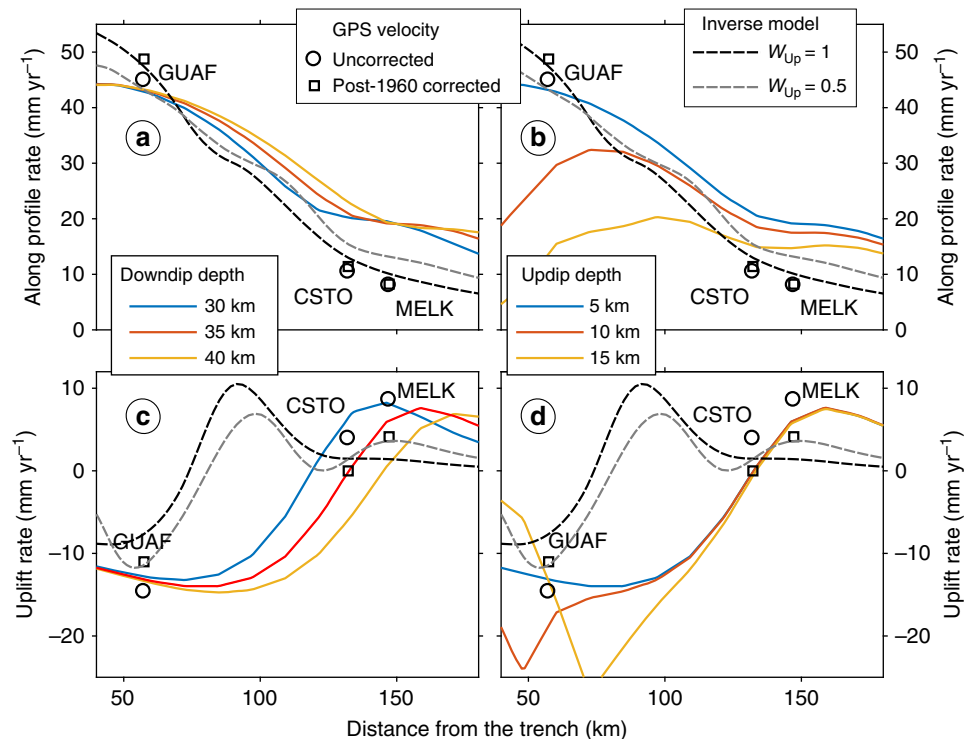 GPS velocity
Uncorrected
Post-1960 corrected
Inverse model
W_Up = 1
W_Up = 0.5
Along profile rate (mm yr⁻¹)
50
40
30
20
10
0
a
GUAF
CSTO
MELK
Downdip depth
30 km
35 km
40 km
b
GUAF
CSTO
MELK
Updip depth
5 km
10 km
15 km
50
40
30
20
10
0
Along profile rate (mm yr⁻¹)
Uplift rate (mm yr⁻¹)
10
0
−10
−20
c
GUAF
CSTO
MELK
50
100
150
d
GUAF
CSTO
MELK
50
100
150
10
0
−10
−20
Uplift rate (mm yr⁻¹)
Distance from the trench (km)